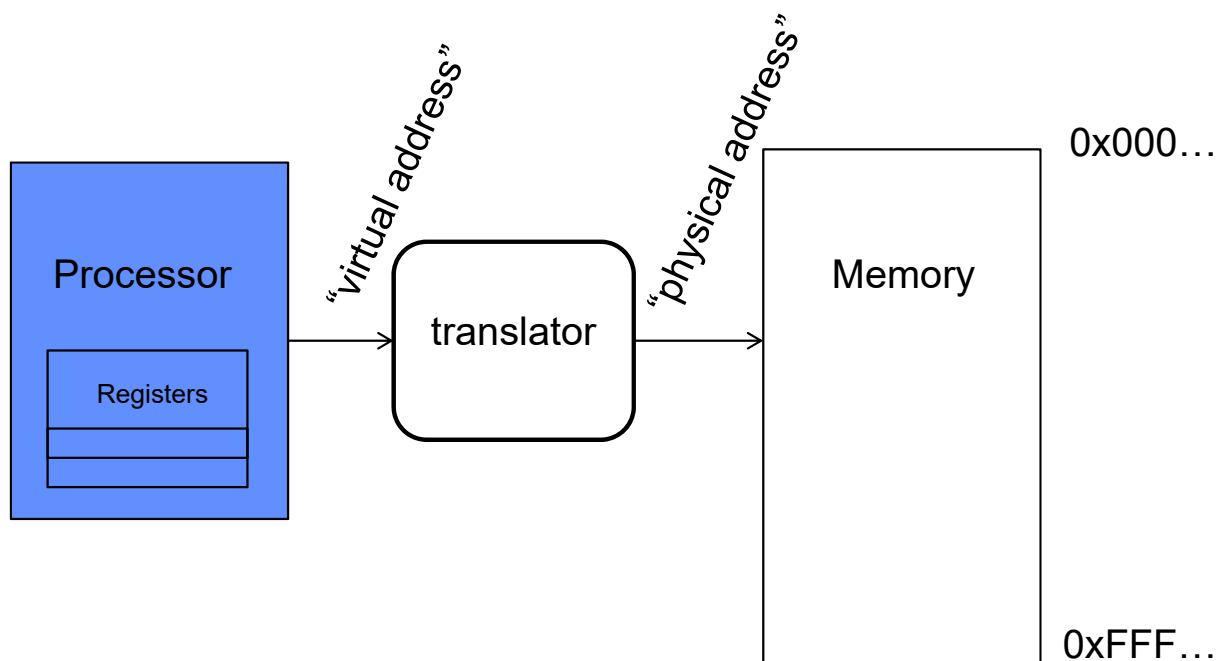 “virtual address”
“physical address”
0x000…
Processor
translator
Memory
Registers
0xFFF…